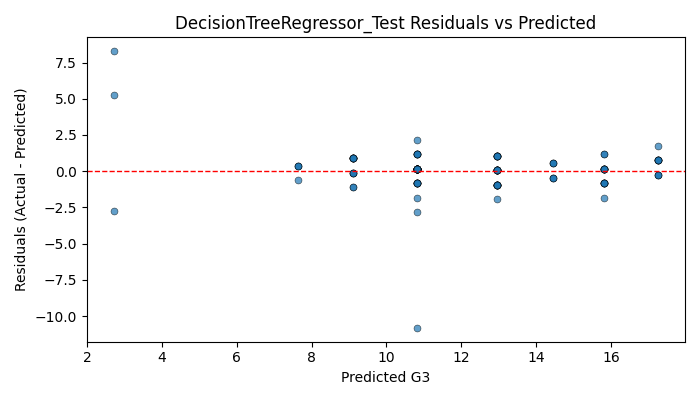 DecisionTreeRegressor_Test Residuals vs Predicted
Residuals (Actual - Predicted)
7.5
5.0
2.5
0.0
−2.5
−5.0
−7.5
−10.0
2 4 6 8 10 12 14 16
Predicted G3